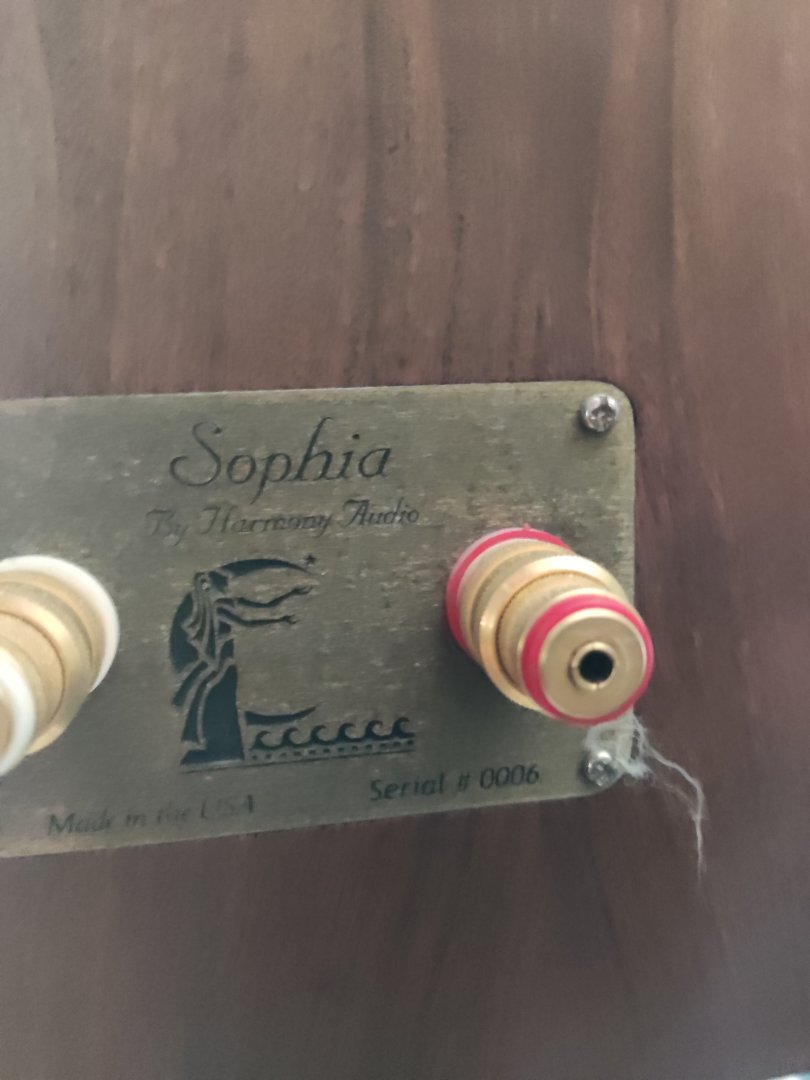 Sophia
By Harmony Audio
Made in the USA
Serial # 0006